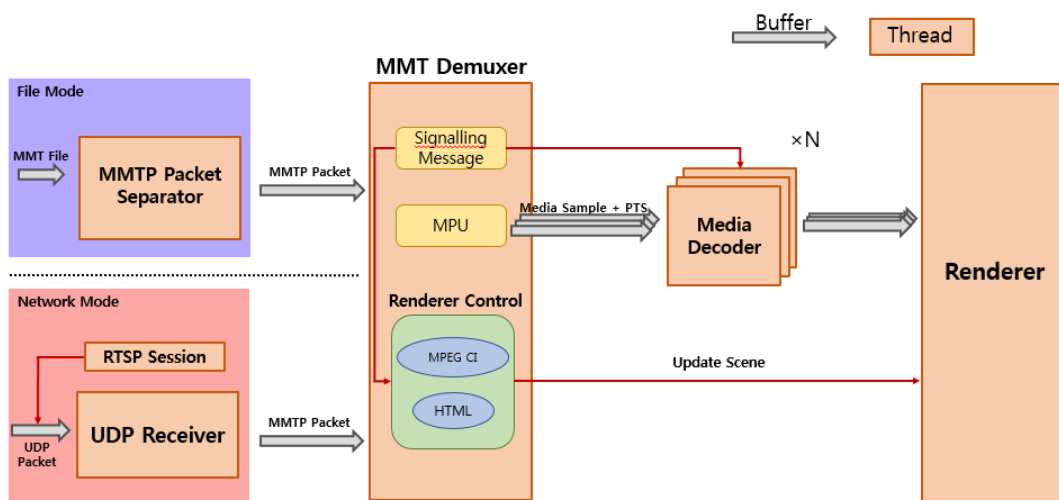 Buffer
Thread
MMT Demuxer
File Mode
MMT File
MMTP Packet
Separator
MMTP Packet
Signalling
Message
MPU
Media Sample + PTS
×N
Media
Decoder
Renderer
Network Mode
RTSP Session
UDP Receiver
UDP
Packet
MMTP Packet
Renderer Control
MPEG CI
HTML
Update Scene